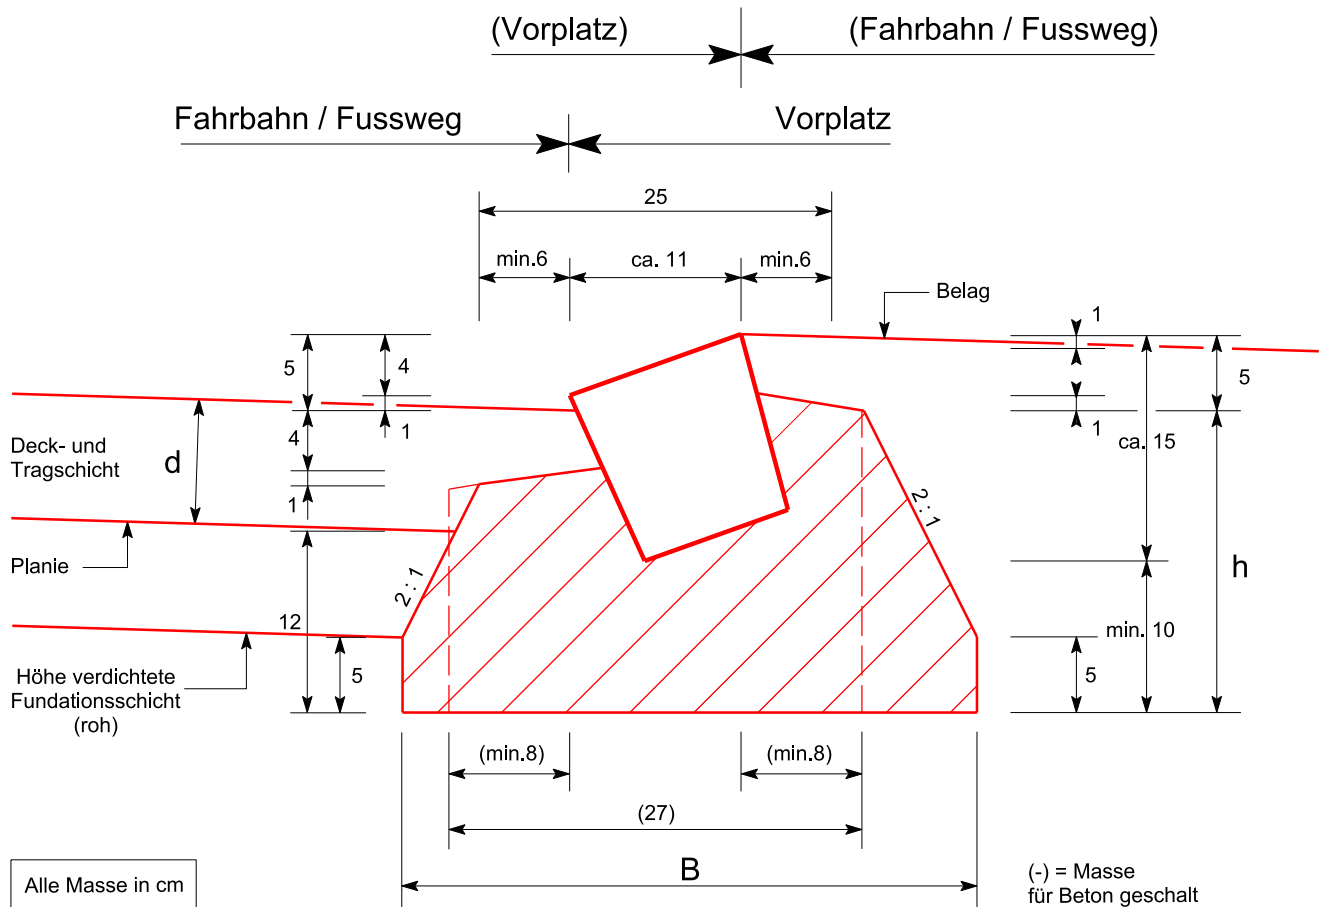 (Vorplatz)
(Fahrbahn / Fussweg)
Fahrbahn / Fussweg
Vorplatz
25
min.6
ca. 11
min.6
Belag
1
5
4
5
Deck- und
Tragschicht
d
4
1
1
ca. 15
1
2 : 1
Planie
2 : 1
h
12
min. 10
Höhe verdichtete
Fundationsschicht
(roh)
5
5
(min.8)
(min.8)
(27)
B
Alle Masse in cm
(-) = Masse
für Beton geschalt